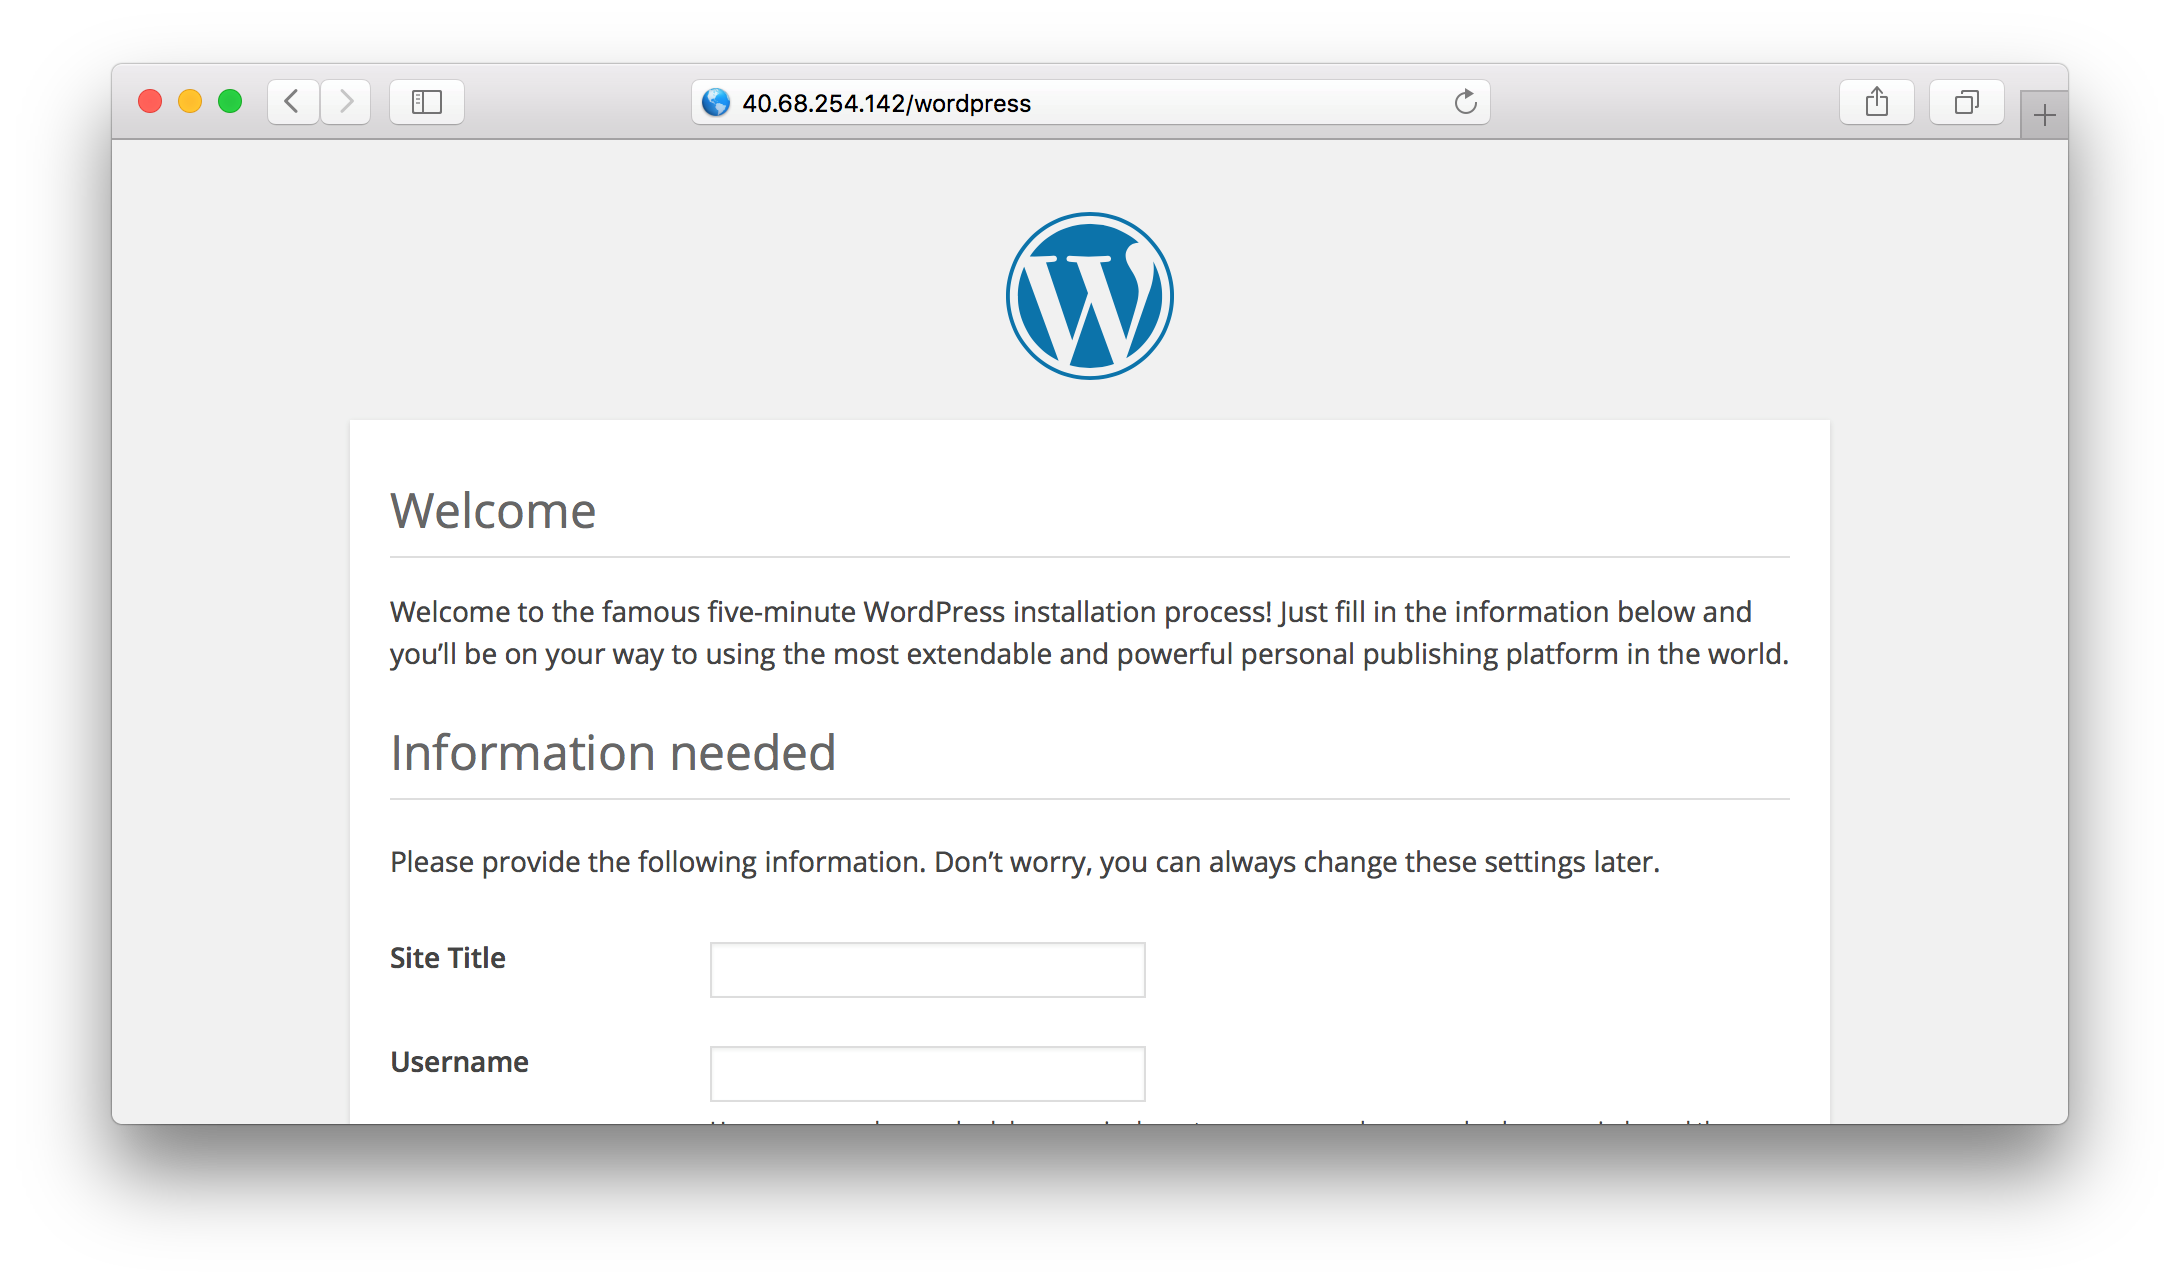 40.68.254.142/wordpress
Welcome
Welcome to the famous five-minute WordPress installation process! Just fill in the information below and
you’ll be on your way to using the most extendable and powerful personal publishing platform in the world.
Information needed
Please provide the following information. Don’t worry, you can always change these settings later.
Site Title
Username